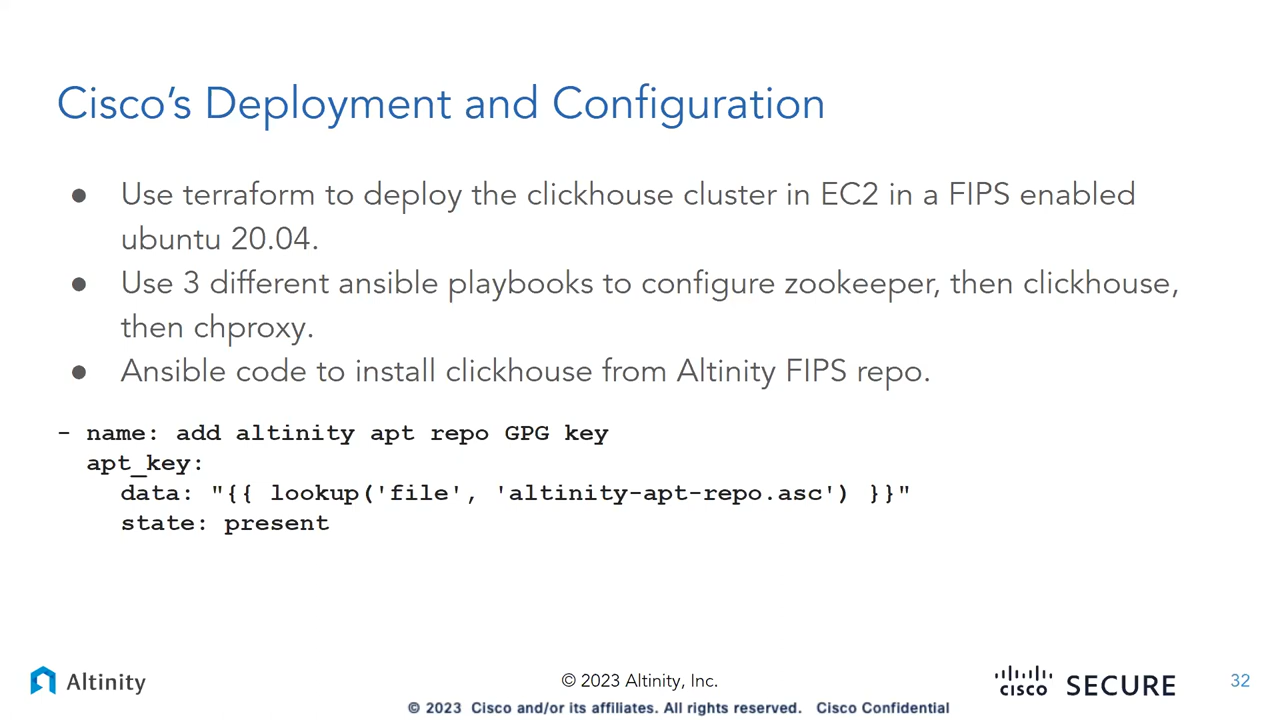 Cisco’s Deployment and Configuration
● Use terraform to deploy the clickhouse cluster in EC2 in a FIPS enabled
ubuntu 20.04.
● Use 3 different ansible playbooks to configure zookeeper, then clickhouse,
then chproxy.
● Ansible code to install clickhouse from Altinity FIPS repo.
- name: add altinity apt repo GPG key
  apt_key:
    data: "{{ lookup('file', 'altinity-apt-repo.asc') }}"
    state: present
Altinity
© 2023 Altinity, Inc.
cisco SECURE
32
© 2023 Cisco and/or its affiliates. All rights reserved. Cisco Confidential